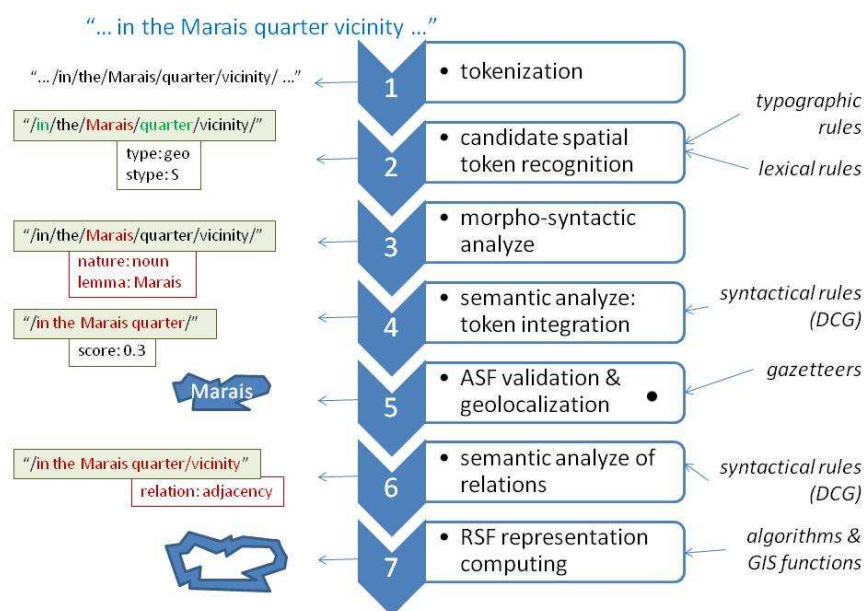 “... in the Marais quarter vicinity ...”
“.../in/the/Marais/quarter/vicinity/ ...”
1
• tokenization
typographic
rules
“/in/the/Marais/quarter/vicinity/”
type: geo
stype: S
2
• candidate spatial
token recognition
lexical rules
“/in/the/Marais/quarter/vicinity/”
nature: noun
lemma: Marais
3
• morpho-syntactic
analyze
“/in the Marais quarter/”
score: 0.3
4
• semantic analyze:
token integration
syntactical rules
(DCG)
Marais
5
• ASF validation &
geolocalization •
gazetteers
“/in the Marais quarter/vicinity”
relation: adjacency
6
• semantic analyze of
relations
syntactical rules
(DCG)
7
• RSF representation
computing
algorithms &
GIS functions